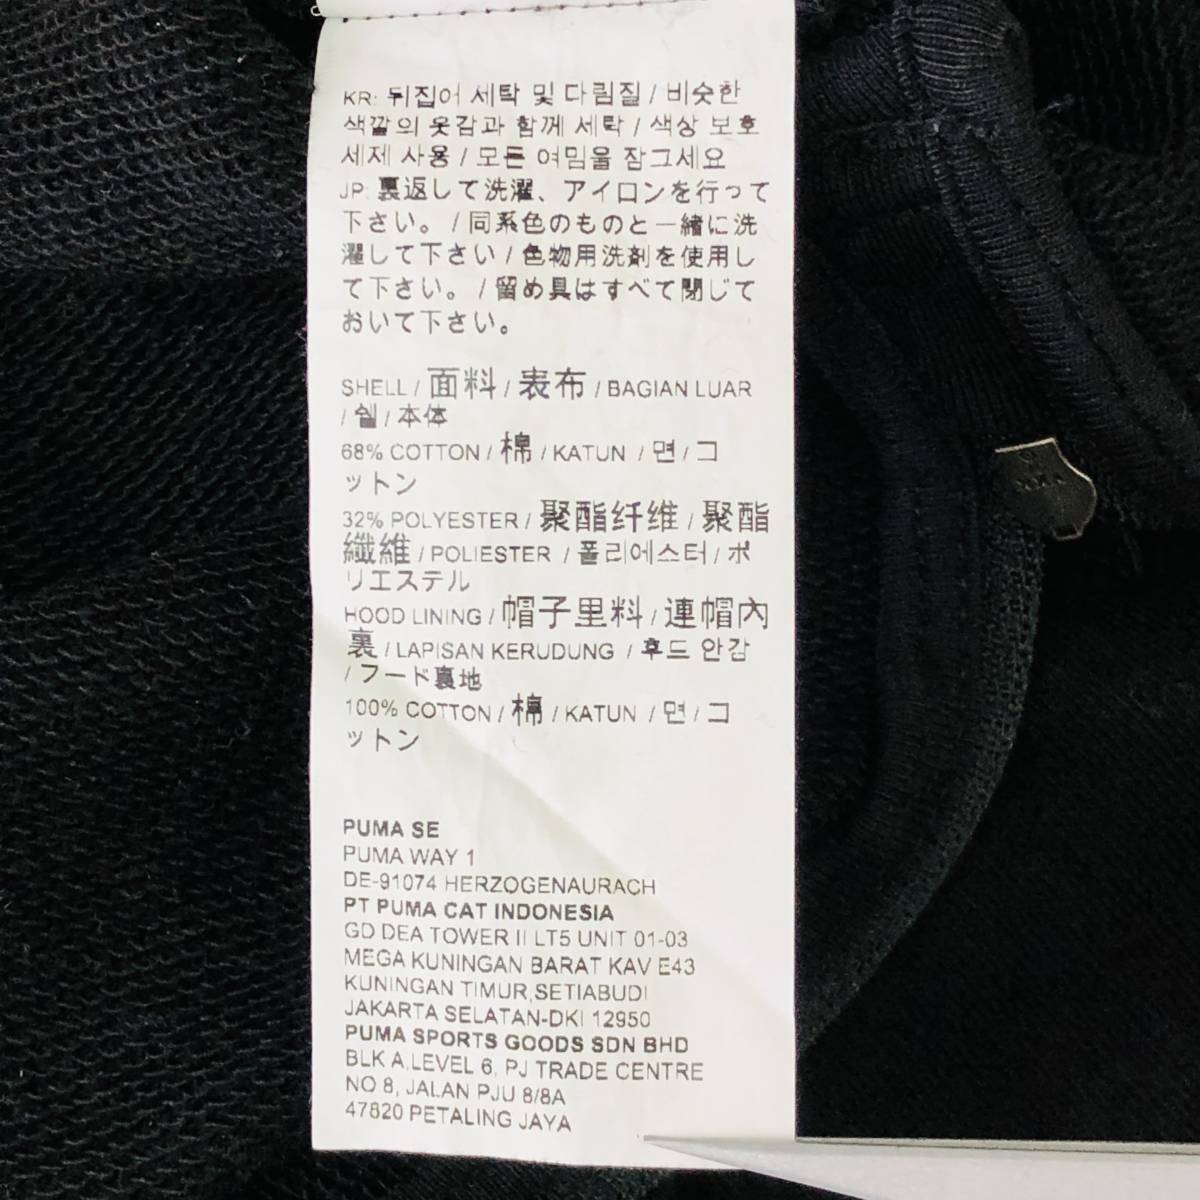 KR: 뒤집어 세탁 및 다림질 / 비슷한
색깔의 옷감과 함께 세탁 / 색상 보호
세제 사용 / 모든 여밈을 잠그세요
JP: 裏返して洗濯、アイロンを行って
下さい。 / 同系色のものと一緒に洗
濯して下さい / 色物用洗剤を使用し
て下さい。 / 留め具はすべて閉じて
おいて下さい。
SHELL / 面料 / 表布 / BAGIAN LUAR
/ 쉘 / 本体
68% COTTON / 棉 / KATUN / 면 / コ
ットン
32% POLYESTER / 聚酯纤维 / 聚酯
纖維 / POLIESTER / 폴리에스터 / ポ
リエステル
HOOD LINING / 帽子里料 / 連帽內
裏 / LAPISAN KERUDUNG / 후드 안감
/ フード裏地
100% COTTON / 棉 / KATUN / 면 / コ
ットン
PUMA SE
PUMA WAY 1
DE-91074 HERZOGENAURACH
PT PUMA CAT INDONESIA
GD DEA TOWER II LT5 UNIT 01-03
MEGA KUNINGAN BARAT KAV E43
KUNINGAN TIMUR,SETIABUDI
JAKARTA SELATAN-DKI 12950
PUMA SPORTS GOODS SDN BHD
BLK A,LEVEL 6, PJ TRADE CENTRE
NO 8, JALAN PJU 8/8A
47820 PETALING JAYA